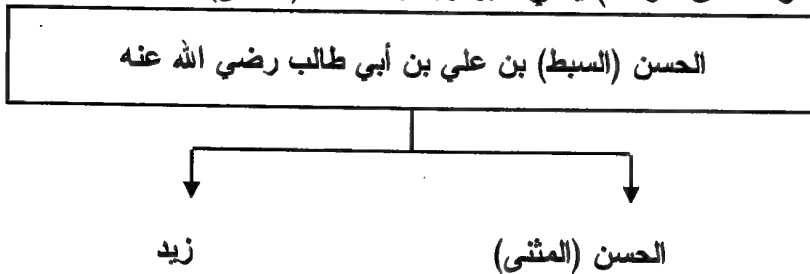 الحسن (السبط) بن علي بن أبي طالب رضي الله عنه
الحسن (المثنى)
زيد